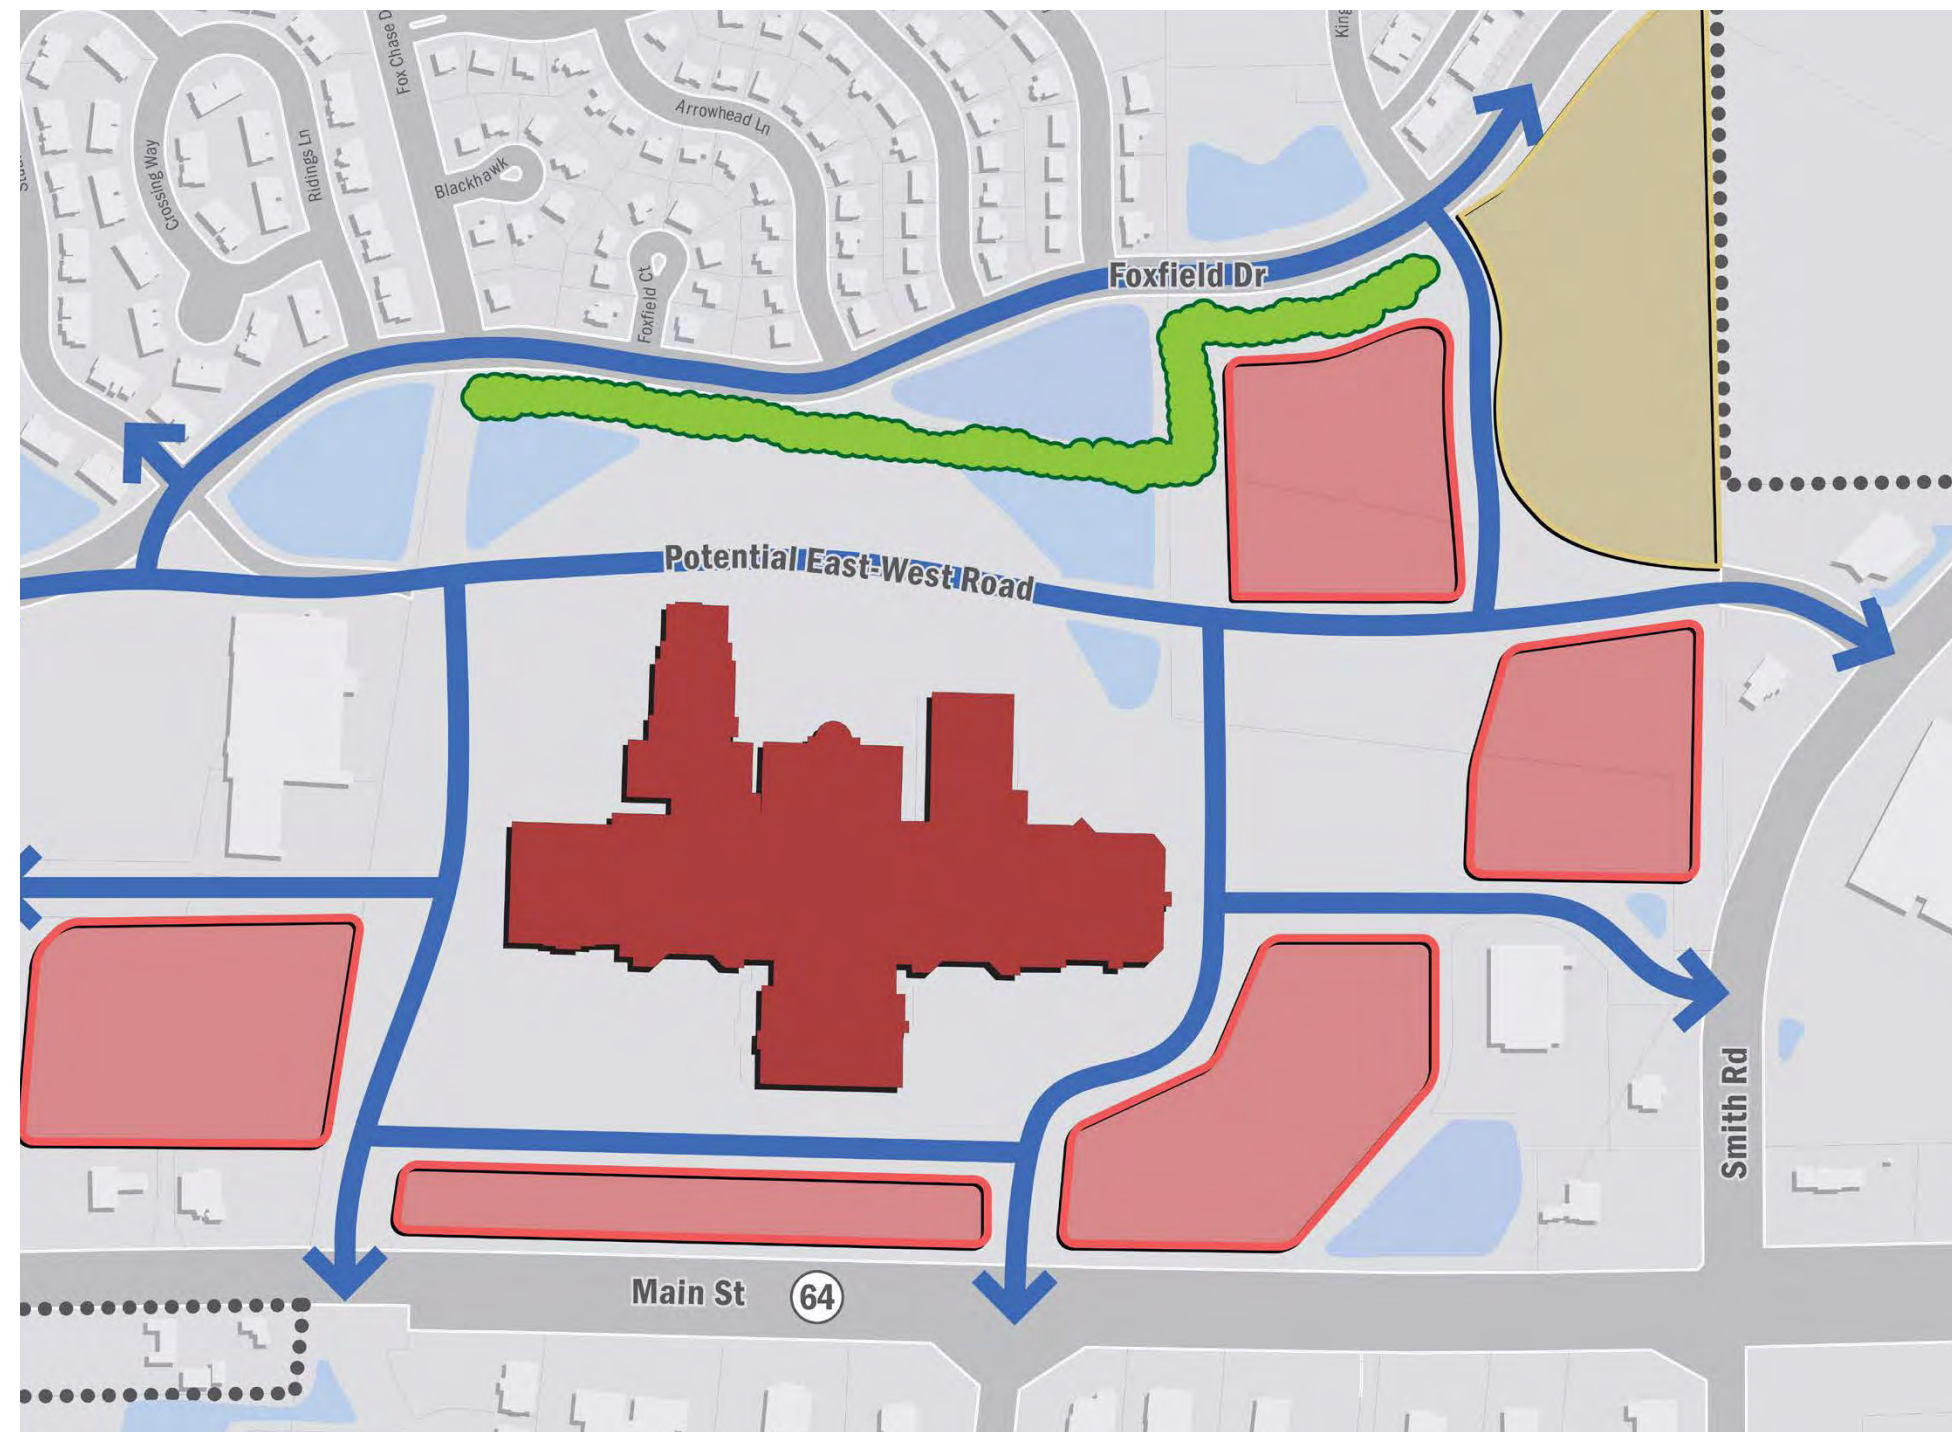 Fox Chase D
King
Arrowhead Ln
Crossing Way
Ridings Ln
Blackhawk
Foxfield Ct
Foxfield Dr
Potential East-West Road
Smith Rd
Main St
64